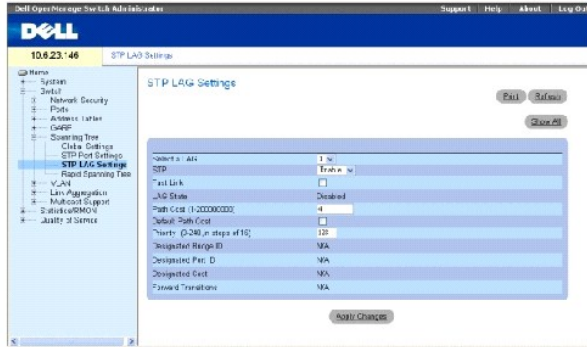 Dell OpenManage Switch Administrator Support Help About Log Out
DELL
10.6.23.146 STP LAG Settings
Home
System
Switch
Network Security
Ports
Address Tables
GARP
Spanning Tree
Global Settings
STP Port Settings
STP LAG Settings
Rapid Spanning Tree
VLAN
Link Aggregation
Multicast Support
Statistics/RMON
Quality of Service
STP LAG Settings
Print Refresh
Show All
Select a LAG 1
STP Enable
Fast Link
LAG State Disabled
Path Cost (1-200000000) 4
Default Path Cost
Priority (0-240,in steps of 16) 128
Designated Bridge ID N/A
Designated Port ID N/A
Designated Cost N/A
Forward Transitions N/A
Apply Changes